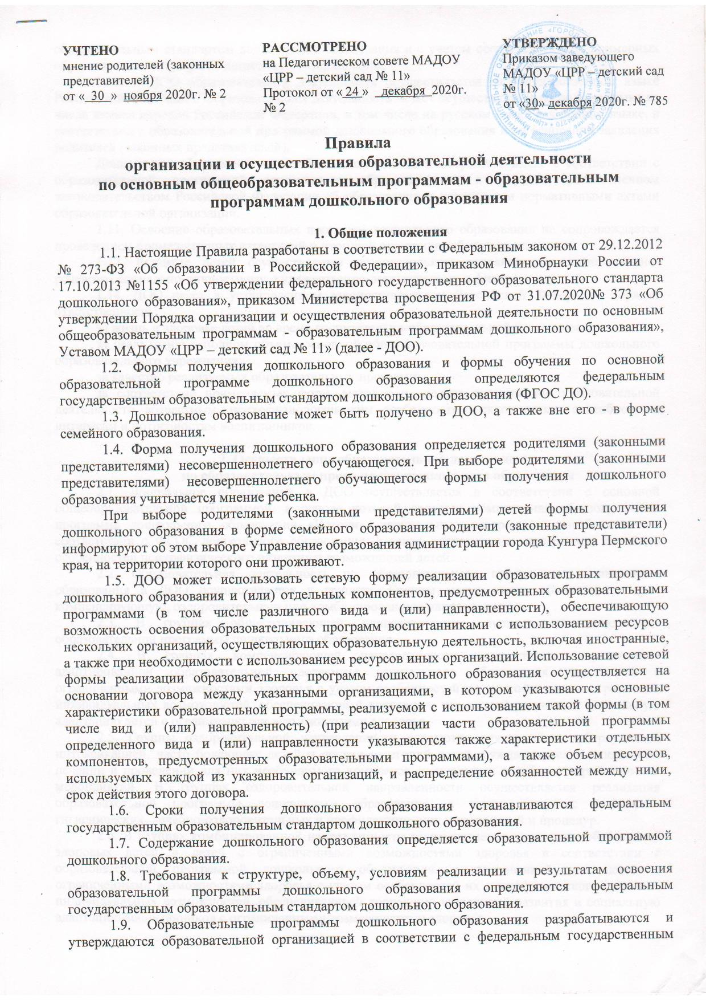 УЧТЕНО
мнение родителей (законных
представителей)
от « 30 » ноября 2020г. № 2
РАССМОТРЕНО
на Педагогическом совете МАДОУ
«ЦРР – детский сад № 11»
Протокол от « 24 » декабря 2020г.
№ 2
УТВЕРЖДЕНО
Приказом заведующего
МАДОУ «ЦРР – детский сад
№ 11»
от «30» декабря 2020г. № 785
Правила
организации и осуществления образовательной деятельности
по основным общеобразовательным программам - образовательным
программам дошкольного образования
1. Общие положения
1.1. Настоящие Правила разработаны в соответствии с Федеральным законом от 29.12.2012
№ 273-ФЗ «Об образовании в Российской Федерации», приказом Минобрнауки России от
17.10.2013 №1155 «Об утверждении федерального государственного образовательного стандарта
дошкольного образования», приказом Министерства просвещения РФ от 31.07.2020№ 373 «Об
утверждении Порядка организации и осуществления образовательной деятельности по основным
общеобразовательным программам - образовательным программам дошкольного образования»,
Уставом МАДОУ «ЦРР – детский сад № 11» (далее - ДОО).
1.2. Формы получения дошкольного образования и формы обучения по основной
образовательной программе дошкольного образования определяются федеральным
государственным образовательным стандартом дошкольного образования (ФГОС ДО).
1.3. Дошкольное образование может быть получено в ДОО, а также вне его - в форме
семейного образования.
1.4. Форма получения дошкольного образования определяется родителями (законными
представителями) несовершеннолетнего обучающегося. При выборе родителями (законными
представителями) несовершеннолетнего обучающегося формы получения дошкольного
образования учитывается мнение ребенка.
При выборе родителями (законными представителями) детей формы получения
дошкольного образования в форме семейного образования родители (законные представители)
информируют об этом выборе Управление образования администрации города Кунгура Пермского
края, на территории которого они проживают.
1.5. ДОО может использовать сетевую форму реализации образовательных программ
дошкольного образования и (или) отдельных компонентов, предусмотренных образовательными
программами (в том числе различного вида и (или) направленности), обеспечивающую
возможность освоения образовательных программ воспитанниками с использованием ресурсов
нескольких организаций, осуществляющих образовательную деятельность, включая иностранные,
а также при необходимости с использованием ресурсов иных организаций. Использование сетевой
формы реализации образовательных программ дошкольного образования осуществляется на
основании договора между указанными организациями, в котором указываются основные
характеристики образовательной программы, реализуемой с использованием такой формы (в том
числе вид и (или) направленность) (при реализации части образовательной программы
определенного вида и (или) направленности указываются также характеристики отдельных
компонентов, предусмотренных образовательными программами), а также объем ресурсов,
используемых каждой из указанных организаций, и распределение обязанностей между ними,
срок действия этого договора.
1.6. Сроки получения дошкольного образования устанавливаются федеральным
государственным образовательным стандартом дошкольного образования.
1.7. Содержание дошкольного образования определяется образовательной программой
дошкольного образования.
1.8. Требования к структуре, объему, условиям реализации и результатам освоения
образовательной программы дошкольного образования определяются федеральным
государственным образовательным стандартом дошкольного образования.
1.9. Образовательные программы дошкольного образования разрабатываются и
утверждаются образовательной организацией в соответствии с федеральным государственным